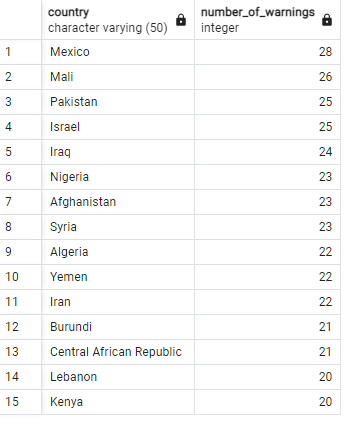 country number_of_warnings
character varying (50) integer
1 Mexico 28
2 Mali 26
3 Pakistan 25
4 Israel 25
5 Iraq 24
6 Nigeria 23
7 Afghanistan 23
8 Syria 23
9 Algeria 22
10 Yemen 22
11 Iran 22
12 Burundi 21
13 Central African Republic 21
14 Lebanon 20
15 Kenya 20